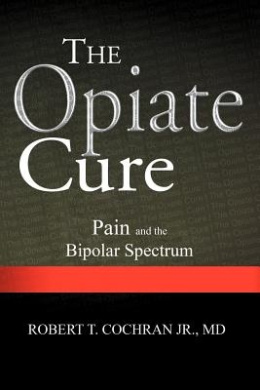 THE
Opiate
Cure
Pain and the
Bipolar Spectrum
ROBERT T. COCHRAN JR., MD